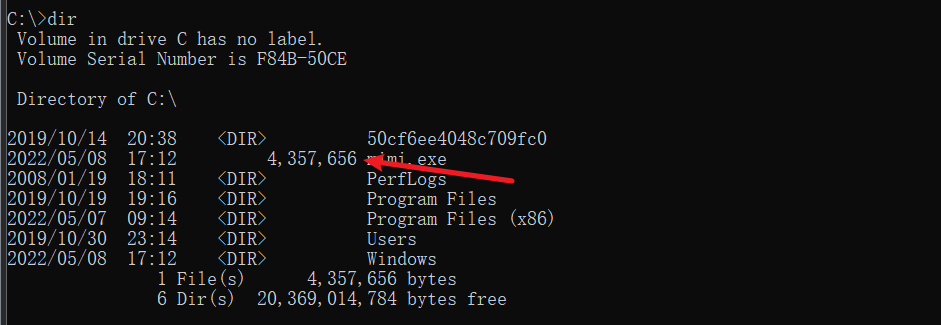 C:\>dir
Volume in drive C has no label.
Volume Serial Number is F84B-50CE
Directory of C:\
2019/10/14 20:38 <DIR> 50cf6ee4048c709fc0
2022/05/08 17:12 4,357,656 mimi.exe
2008/01/19 18:11 <DIR> PerfLogs
2019/10/19 19:16 <DIR> Program Files
2022/05/07 09:14 <DIR> Program Files (x86)
2019/10/30 23:14 <DIR> Users
2022/05/08 17:12 <DIR> Windows
1 File(s) 4,357,656 bytes
6 Dir(s) 20,369,014,784 bytes free